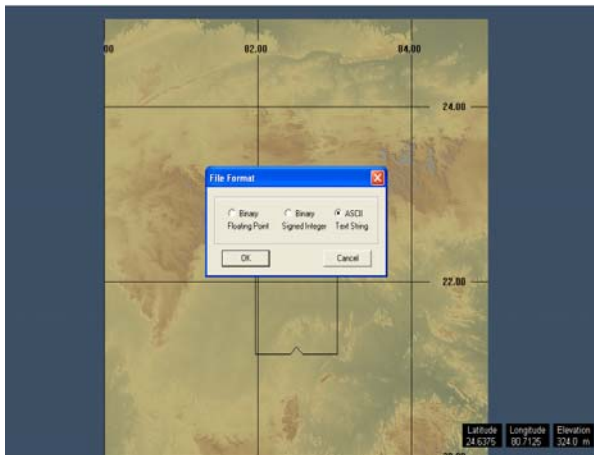 82.00
84.00
24.00
File Format
Binary Floating Point
Binary Signed Integer
ASCII Text String
OK
Cancel
22.00
Latitude Longitude Elevation
24.6375 80.7125 324.0 m